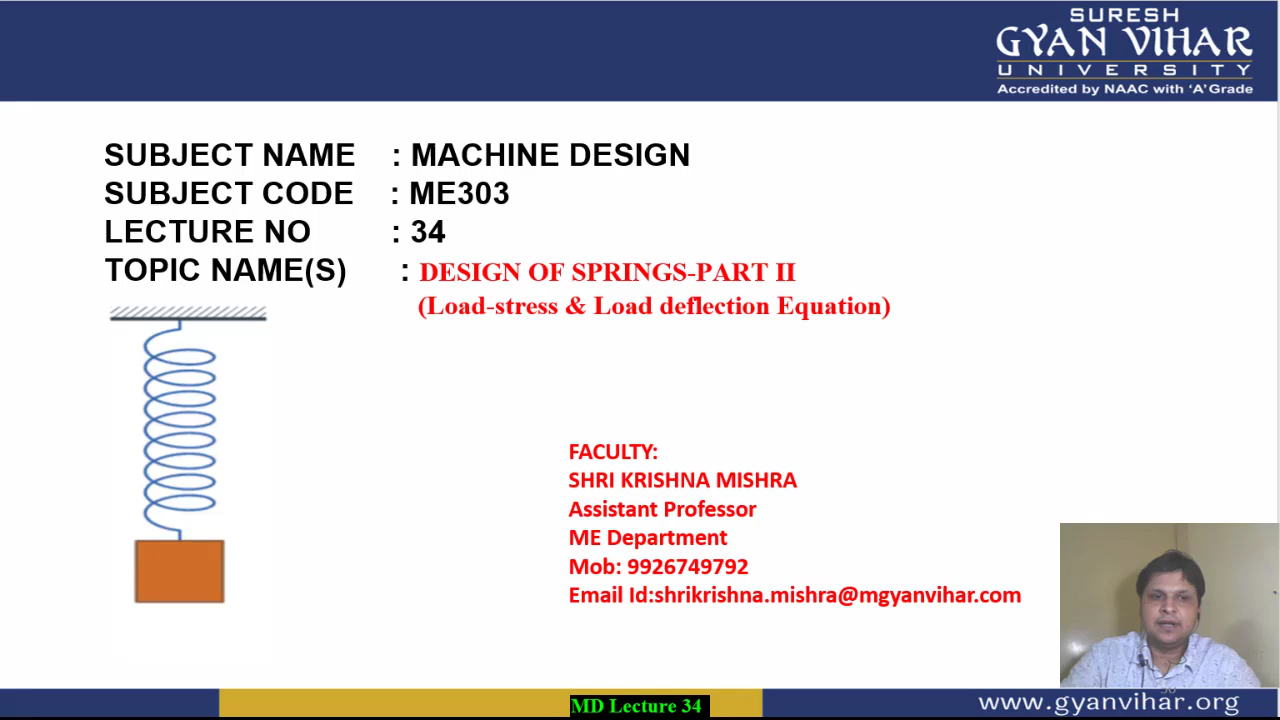 SURESH
GYAN VIHAR
UNIVERSITY
Accredited by NAAC with 'A' Grade
SUBJECT NAME : MACHINE DESIGN
SUBJECT CODE : ME303
LECTURE NO : 34
TOPIC NAME(S) : DESIGN OF SPRINGS-PART II
(Load-stress & Load deflection Equation)
FACULTY:
SHRI KRISHNA MISHRA
Assistant Professor
ME Department
Mob: 9926749792
Email Id:shrikrishna.mishra@mgyanvihar.com
MD Lecture 34
www.gyanvihar.org